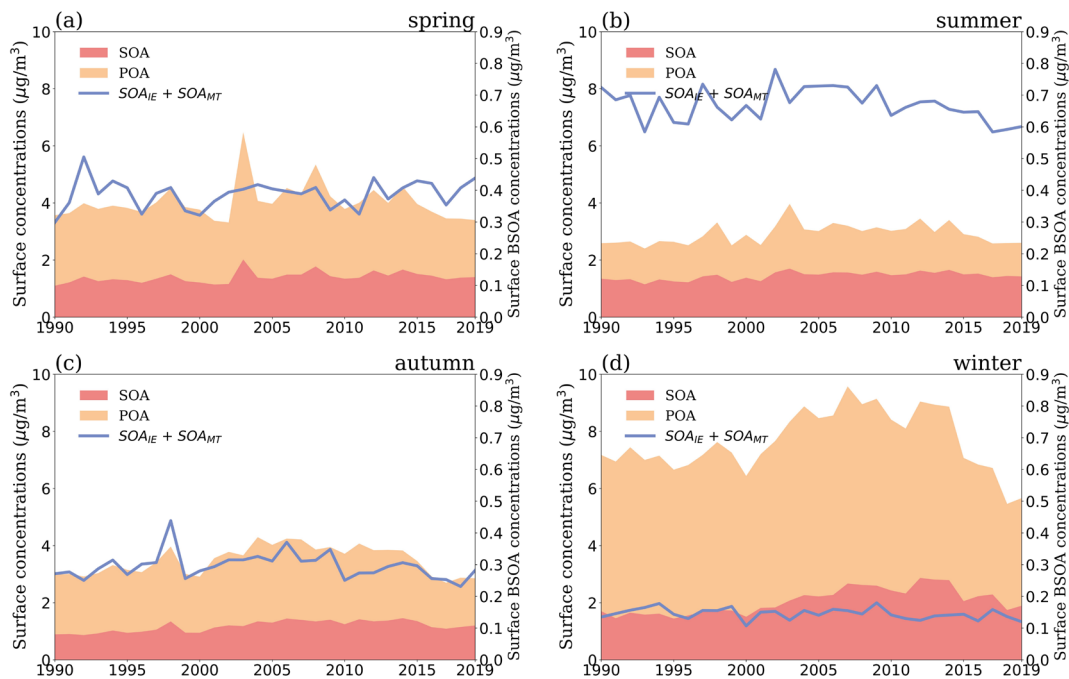 (a) spring
SOA
POA
SOA_IE + SOA_MT
Surface concentrations (μg/m³)
10
8
6
4
2
0
Surface BSOA concentrations (μg/m³)
0.9
0.8
0.7
0.6
0.5
0.4
0.3
0.2
0.1
0.0
1990 1995 2000 2005 2010 2015 2019
(b) summer
SOA
POA
SOA_IE + SOA_MT
Surface concentrations (μg/m³)
10
8
6
4
2
0
Surface BSOA concentrations (μg/m³)
0.9
0.8
0.7
0.6
0.5
0.4
0.3
0.2
0.1
0.0
1990 1995 2000 2005 2010 2015 2019
(c) autumn
SOA
POA
SOA_IE + SOA_MT
Surface concentrations (μg/m³)
10
8
6
4
2
0
Surface BSOA concentrations (μg/m³)
0.9
0.8
0.7
0.6
0.5
0.4
0.3
0.2
0.1
0.0
1990 1995 2000 2005 2010 2015 2019
(d) winter
SOA
POA
SOA_IE + SOA_MT
Surface concentrations (μg/m³)
10
8
6
4
2
0
Surface BSOA concentrations (μg/m³)
0.9
0.8
0.7
0.6
0.5
0.4
0.3
0.2
0.1
0.0
1990 1995 2000 2005 2010 2015 2019